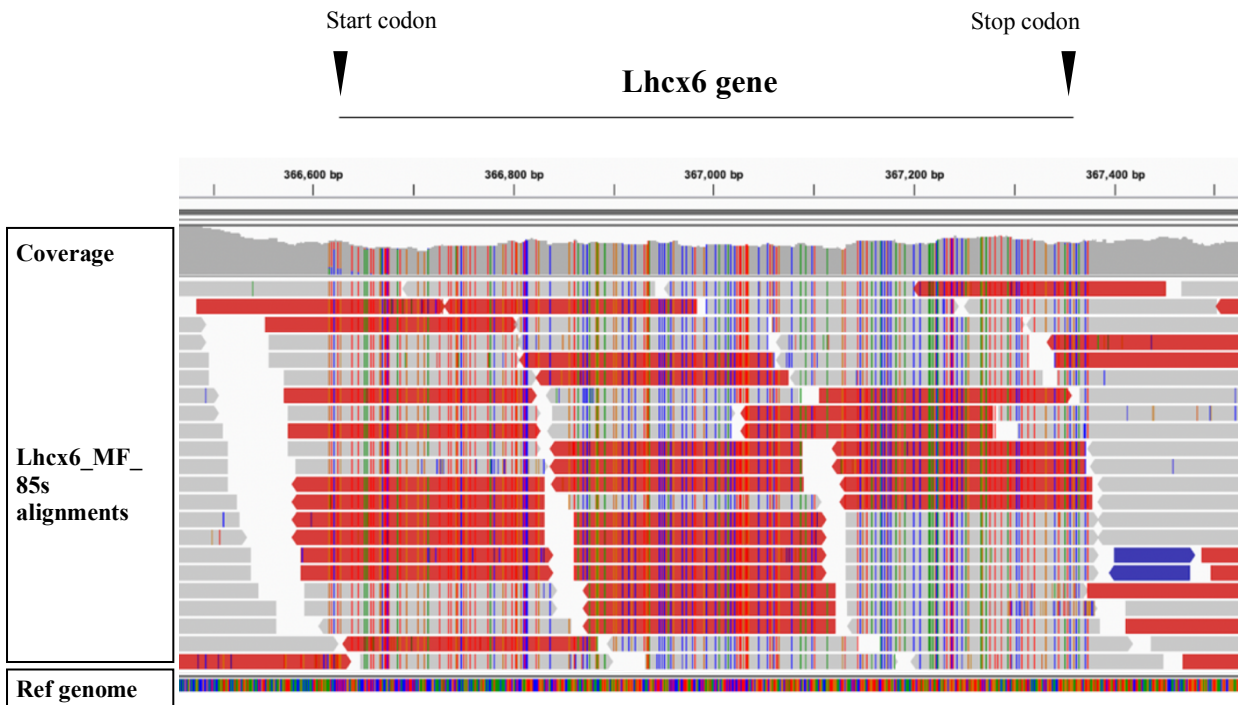 Start codon
Stop codon
Lhcx6 gene
366,600 bp
366,800 bp
367,000 bp
367,200 bp
367,400 bp
Coverage
Lhcx6_MF_
85s
alignments
Ref genome